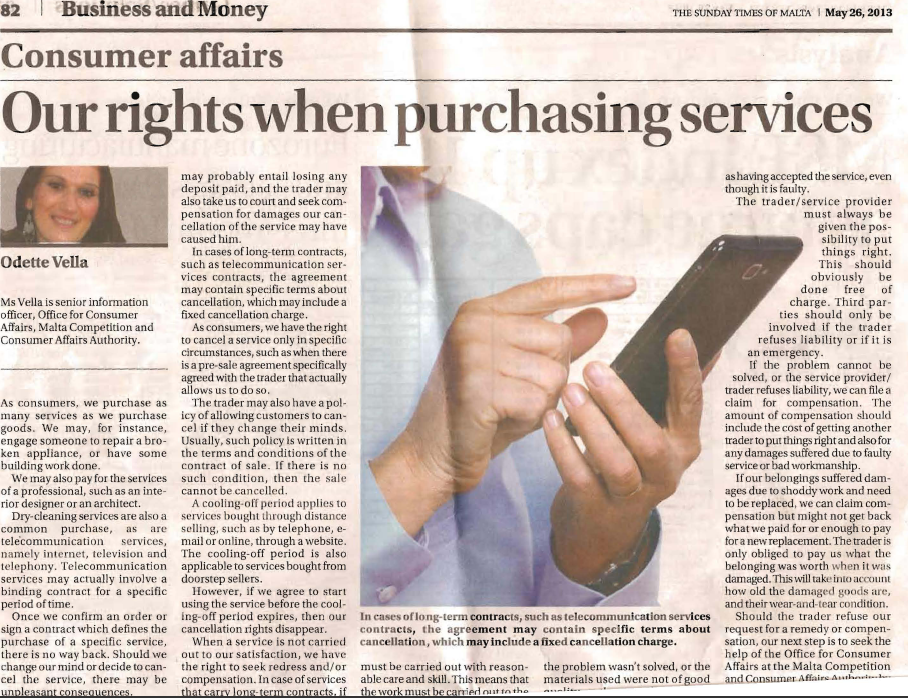 82
Business and Money
THE SUNDAY TIMES OF MALTA | May 26, 2013
Consumer affairs
Our rights when purchasing services
Odette Vella
Ms Vella is senior information
officer, Office for Consumer
Affairs, Malta Competition and
Consumer Affairs Authority.
As consumers, we purchase as
many services as we purchase
goods. We may, for instance,
engage someone to repair a bro-
ken appliance, or have some
building work done.
We may also pay for the services
of a professional, such as an inte-
rior designer or an architect.
Dry-cleaning services are also a
common purchase, as are
telecommunication services,
namely internet, television and
telephony. Telecommunication
services may actually involve a
binding contract for a specific
period of time.
Once we confirm an order or
sign a contract which defines the
purchase of a specific service,
there is no way back. Should we
change our mind or decide to can-
cel the service, there may be
unpleasant consequences.
may probably entail losing any
deposit paid, and the trader may
also take us to court and seek com-
pensation for damages our can-
cellation of the service may have
caused him.
In cases of long-term contracts,
such as telecommunication ser-
vices contracts, the agreement
may contain specific terms about
cancellation, which may include a
fixed cancellation charge.
As consumers, we have the right
to cancel a service only in specific
circumstances, such as when there
is a pre-sale agreement specifically
agreed with the trader that actually
allows us to do so.
The trader may also have a pol-
icy of allowing customers to can-
cel if they change their minds.
Usually, such policy is written in
the terms and conditions of the
contract of sale. If there is no
such condition, then the sale
cannot be cancelled.
A cooling-off period applies to
services bought through distance
selling, such as by telephone, e-
mail or online, through a website.
The cooling-off period is also
applicable to services bought from
doorstep sellers.
However, if we agree to start
using the service before the cool-
ing-off period expires, then our
cancellation rights disappear.
When a service is not carried
out to our satisfaction, we have
the right to seek redress and/or
compensation. In case of services
that carry long-term contracts, if
In cases of long-term contracts, such as telecommunication services
contracts, the agreement may contain specific terms about
cancellation, which may include a fixed cancellation charge.
must be carried out with reason-
able care and skill. This means that
the work must be carried out to the
the problem wasn't solved, or the
materials used were not of good
as having accepted the service, even
though it is faulty.
The trader/service provider
must always be
given the pos-
sibility to put
things right.
This should
obviously be
done free of
charge. Third par-
ties should only be
involved if the trader
refuses liability or if it is
an emergency.
If the problem cannot be
solved, or the service provider/
trader refuses liability, we can file a
claim for compensation. The
amount of compensation should
include the cost of getting another
trader to put things right and also for
any damages suffered due to faulty
service or bad workmanship.
If our belongings suffered dam-
ages due to shoddy work and need
to be replaced, we can claim com-
pensation but might not get back
what we paid for or enough to pay
for a new replacement. The trader is
only obliged to pay us what the
belonging was worth when it was
damaged. This will take into account
how old the damaged goods are,
and their wear-and-tear condition.
Should the trader refuse our
request for a remedy or compen-
sation, our next step is to seek the
help of the Office for Consumer
Affairs at the Malta Competition
and Consumer Affairs Authority